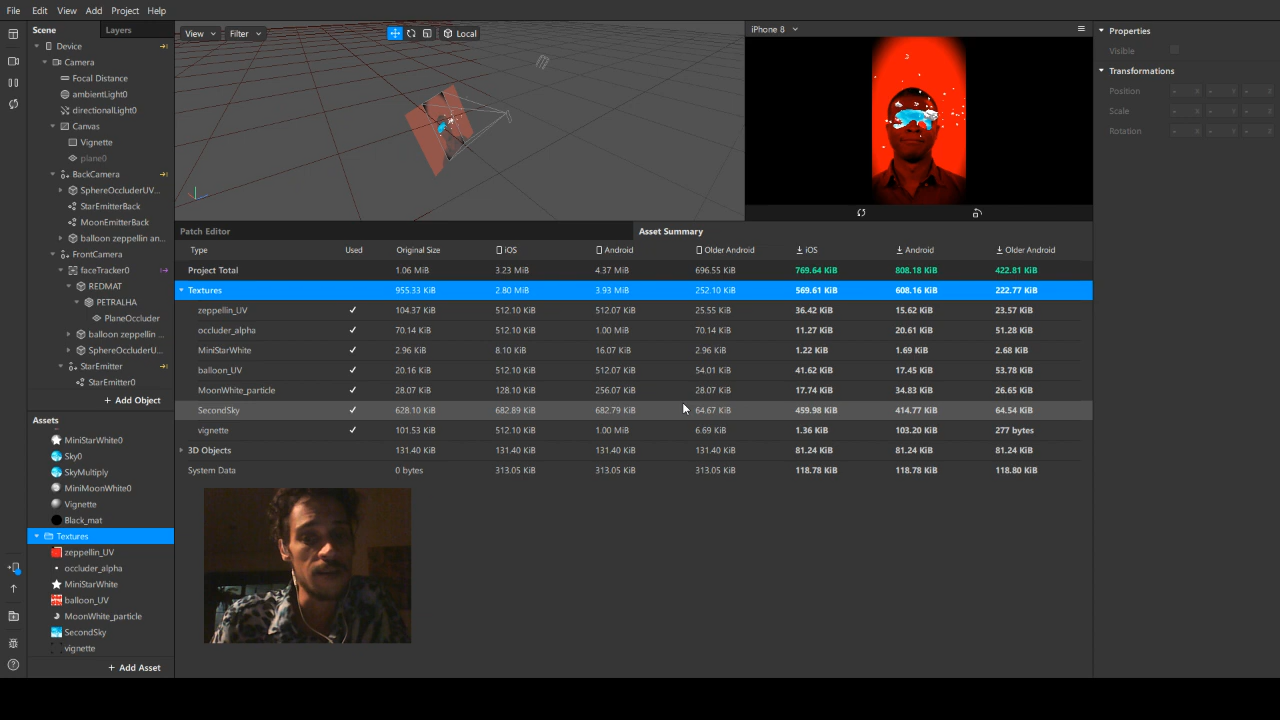 File Edit View Add Project Help
Scene Layers
Device
Camera
Focal Distance
ambientLight0
directionalLight0
Canvas
Vignette
plane0
BackCamera
SphereOccluderUV...
StarEmitterBack
MoonEmitterBack
balloon zeppellin an...
FrontCamera
faceTracker0
REDMAT
PETRALHA
PlaneOccluder
balloon zeppellin ...
SphereOccluderU...
StarEmitter
StarEmitter0
+ Add Object
Assets
MiniStarWhite0
Sky0
SkyMultiply
MiniMoonWhite0
Vignette
Black_mat
Textures
zeppellin_UV
occluder_alpha
MiniStarWhite
balloon_UV
MoonWhite_particle
SecondSky
vignette
+ Add Asset
View Filter Local
iPhone 8
Patch Editor Asset Summary
Type Used Original Size iOS Android Older Android iOS Android Older Android
Project Total 1.06 MiB 3.23 MiB 4.37 MiB 696.55 KiB 769.64 KiB 808.18 KiB 422.81 KiB
Textures 955.33 KiB 2.80 MiB 3.93 MiB 252.10 KiB 569.61 KiB 608.16 KiB 222.77 KiB
zeppellin_UV 104.37 KiB 512.10 KiB 512.07 KiB 25.55 KiB 36.42 KiB 15.62 KiB 23.57 KiB
occluder_alpha 70.14 KiB 512.10 KiB 1.00 MiB 70.14 KiB 11.27 KiB 20.61 KiB 51.28 KiB
MiniStarWhite 2.96 KiB 8.10 KiB 16.07 KiB 2.96 KiB 1.22 KiB 1.69 KiB 2.68 KiB
balloon_UV 20.16 KiB 512.10 KiB 512.07 KiB 54.01 KiB 41.62 KiB 17.45 KiB 53.78 KiB
MoonWhite_particle 28.07 KiB 128.10 KiB 256.07 KiB 28.07 KiB 17.74 KiB 34.83 KiB 26.65 KiB
SecondSky 628.10 KiB 682.89 KiB 682.79 KiB 64.67 KiB 459.98 KiB 414.77 KiB 64.54 KiB
vignette 101.53 KiB 512.10 KiB 1.00 MiB 6.69 KiB 1.36 KiB 103.20 KiB 277 bytes
3D Objects 131.40 KiB 131.40 KiB 131.40 KiB 131.40 KiB 81.24 KiB 81.24 KiB 81.24 KiB
System Data 0 bytes 313.05 KiB 313.05 KiB 313.05 KiB 118.78 KiB 118.78 KiB 118.80 KiB
Properties
Visible
Transformations
Position - X - Y - Z
Scale - X - Y - Z
Rotation - X - Y - Z